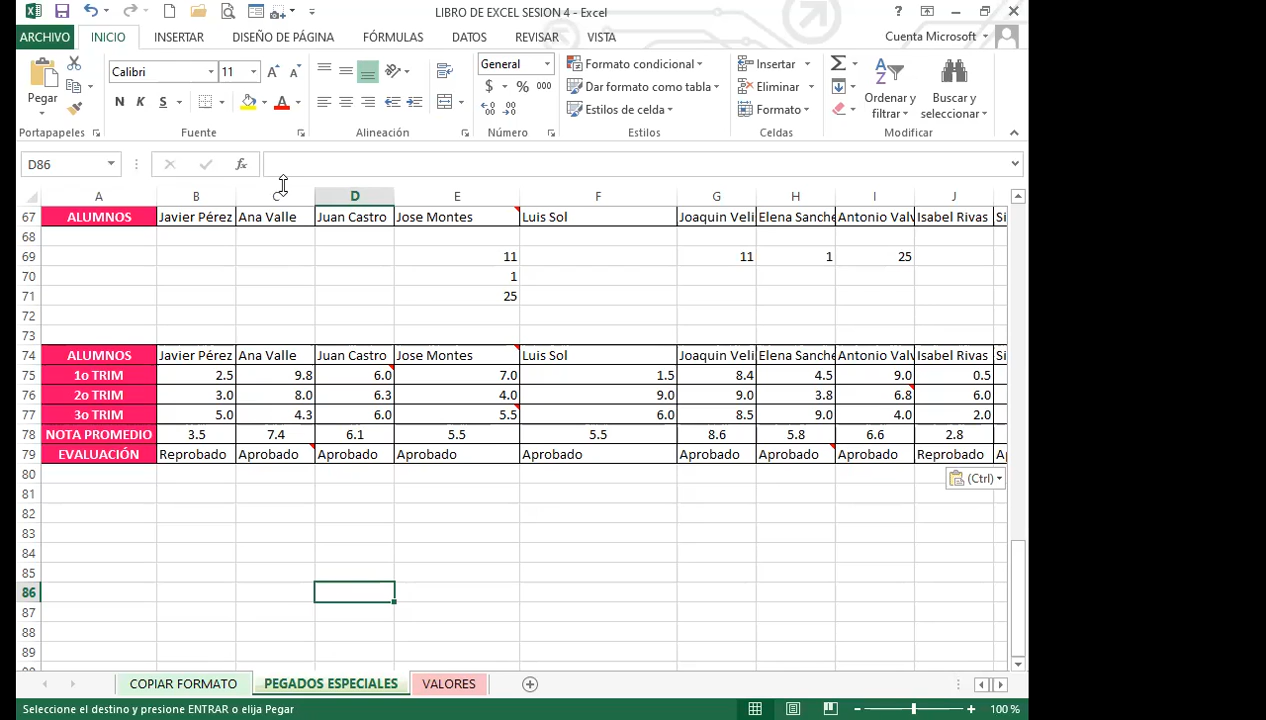 LIBRO DE EXCEL SESION 4 - Excel
ARCHIVO INICIO INSERTAR DISEÑO DE PÁGINA FÓRMULAS DATOS REVISAR VISTA Cuenta Microsoft
Pegar
Portapapeles
Calibri 11
N K S
Fuente
Alineación
General
$ % 000
Número
Formato condicional
Dar formato como tabla
Estilos de celda
Estilos
Insertar
Eliminar
Formato
Celdas
Ordenar y filtrar
Buscar y seleccionar
Modificar
D86 fx
A B C D E F G H I J
67 ALUMNOS Javier Pérez Ana Valle Juan Castro Jose Montes Luis Sol Joaquin Veli Elena Sanche Antonio Valv Isabel Rivas Si
68
69 11 11 1 25
70 1
71 25
72
73
74 ALUMNOS Javier Pérez Ana Valle Juan Castro Jose Montes Luis Sol Joaquin Veli Elena Sanche Antonio Valv Isabel Rivas Si
75 1o TRIM 2.5 9.8 6.0 7.0 1.5 8.4 4.5 9.0 0.5
76 2o TRIM 3.0 8.0 6.3 4.0 9.0 9.0 3.8 6.8 6.0
77 3o TRIM 5.0 4.3 6.0 5.5 6.0 8.5 9.0 4.0 2.0
78 NOTA PROMEDIO 3.5 7.4 6.1 5.5 5.5 8.6 5.8 6.6 2.8
79 EVALUACIÓN Reprobado Aprobado Aprobado Aprobado Aprobado Aprobado Aprobado Aprobado Reprobado Ap
80
81 (Ctrl)
82
83
84
85
86
87
88
89
COPIAR FORMATO PEGADOS ESPECIALES VALORES
Seleccione el destino y presione ENTRAR o elija Pegar 100 %